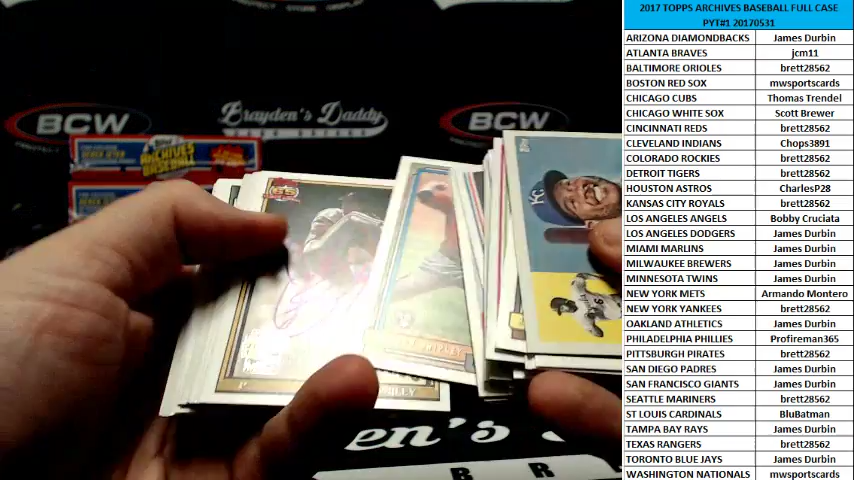 2017 TOPPS ARCHIVES BASEBALL FULL CASE
PYT#1 20170531
ARIZONA DIAMONDBACKS James Durbin
ATLANTA BRAVES jcm11
BALTIMORE ORIOLES brett28562
BOSTON RED SOX mwsportscards
CHICAGO CUBS Thomas Trendel
CHICAGO WHITE SOX Scott Brewer
CINCINNATI REDS brett28562
CLEVELAND INDIANS Chops3891
COLORADO ROCKIES brett28562
DETROIT TIGERS brett28562
HOUSTON ASTROS CharlesP28
KANSAS CITY ROYALS brett28562
LOS ANGELES ANGELS Bobby Cruciata
LOS ANGELES DODGERS James Durbin
MIAMI MARLINS James Durbin
MILWAUKEE BREWERS James Durbin
MINNESOTA TWINS James Durbin
NEW YORK METS Armando Montero
NEW YORK YANKEES brett28562
OAKLAND ATHLETICS James Durbin
PHILADELPHIA PHILLIES Profireman365
PITTSBURGH PIRATES brett28562
SAN DIEGO PADRES James Durbin
SAN FRANCISCO GIANTS James Durbin
SEATTLE MARINERS brett28562
ST LOUIS CARDINALS BluBatman
TAMPA BAY RAYS James Durbin
TEXAS RANGERS brett28562
TORONTO BLUE JAYS James Durbin
WASHINGTON NATIONALS mwsportscards
BCW
Brayden's Daddy
BCW
ARCHIVES
BASEBALL
KC
en's
B R